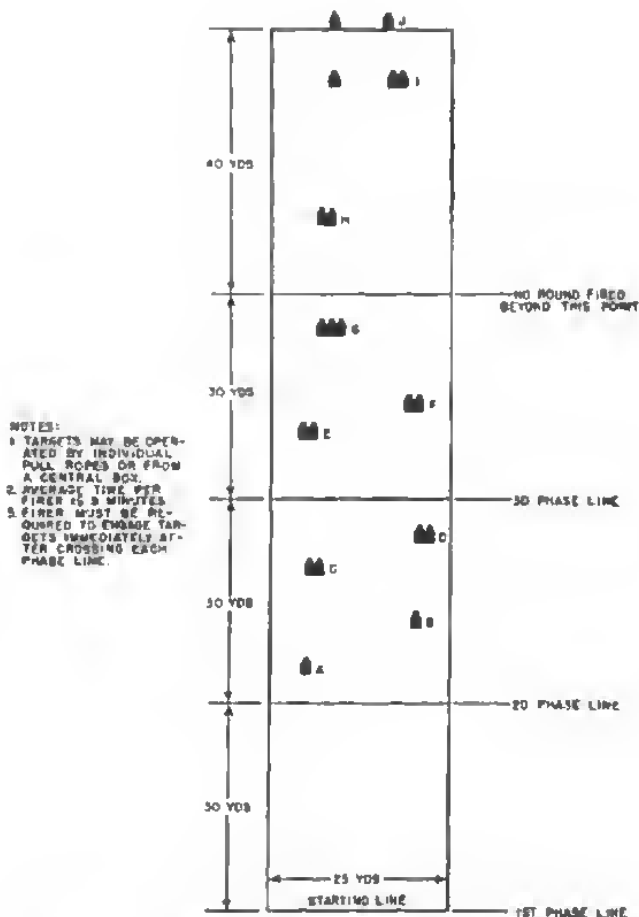 J
I
40 YDS
H
NO ROUND FIRED
BEYOND THIS POINT
G
30 YDS
F
E
NOTES:
1. TARGETS MAY BE OPER-
ATED BY INDIVIDUAL
PULL ROPES OR FROM
A CENTRAL BOX.
2. AVERAGE TIME PER
FIRER IS MINUTES
3. FIRER MUST BE RE-
QUIRED TO ENGAGE TAR-
GETS IMMEDIATELY AF-
TER CROSSING EACH
PHASE LINE.
3D PHASE LINE
D
C
30 YDS
B
A
2D PHASE LINE
30 YDS
25 YDS
STARTING LINE
1ST PHASE LINE